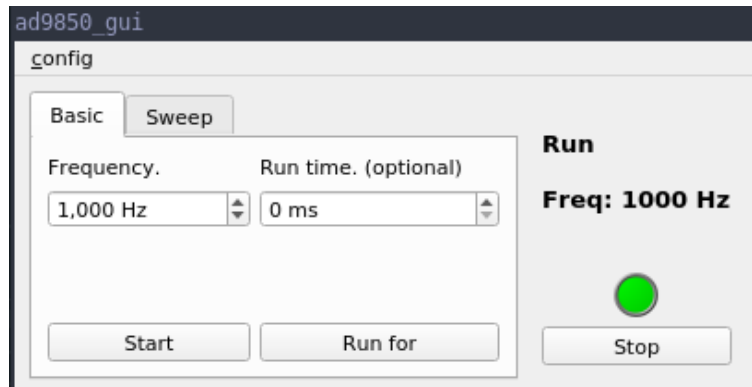 ad9850_gui
config
Basic Sweep
Frequency. Run time. (optional)
1,000 Hz 0 ms
Start Run for
Run
Freq: 1000 Hz
Stop